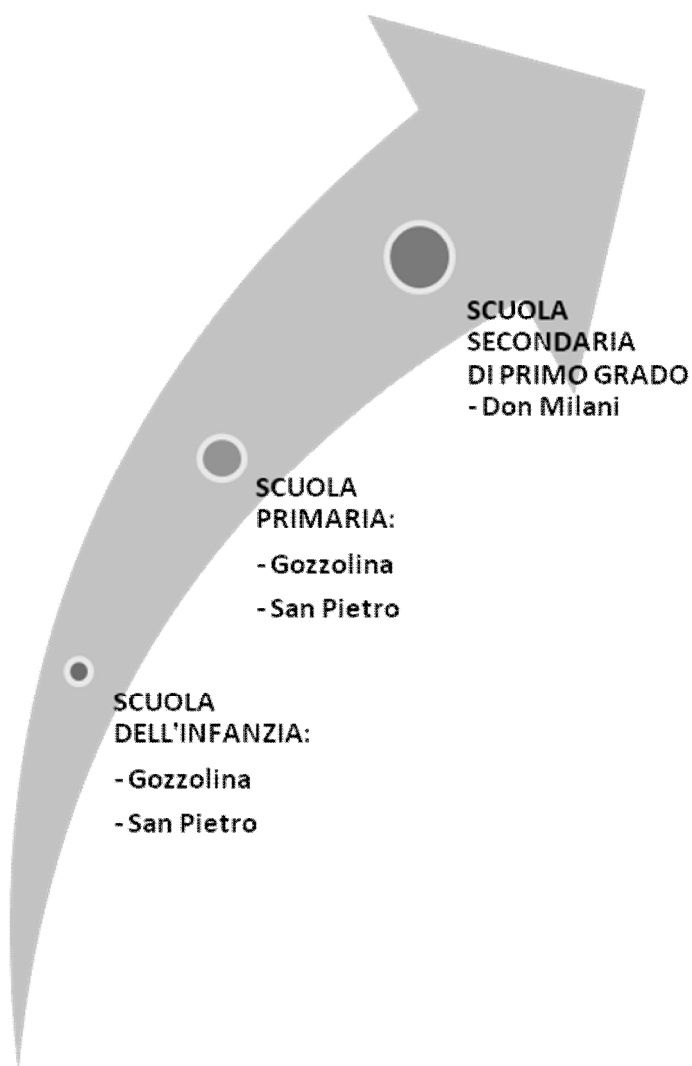 SCUOLA
SECONDARIA
DI PRIMO GRADO
- Don Milani
SCUOLA
PRIMARIA:
- Gozzolina
- San Pietro
SCUOLA
DELL'INFANZIA:
- Gozzolina
- San Pietro